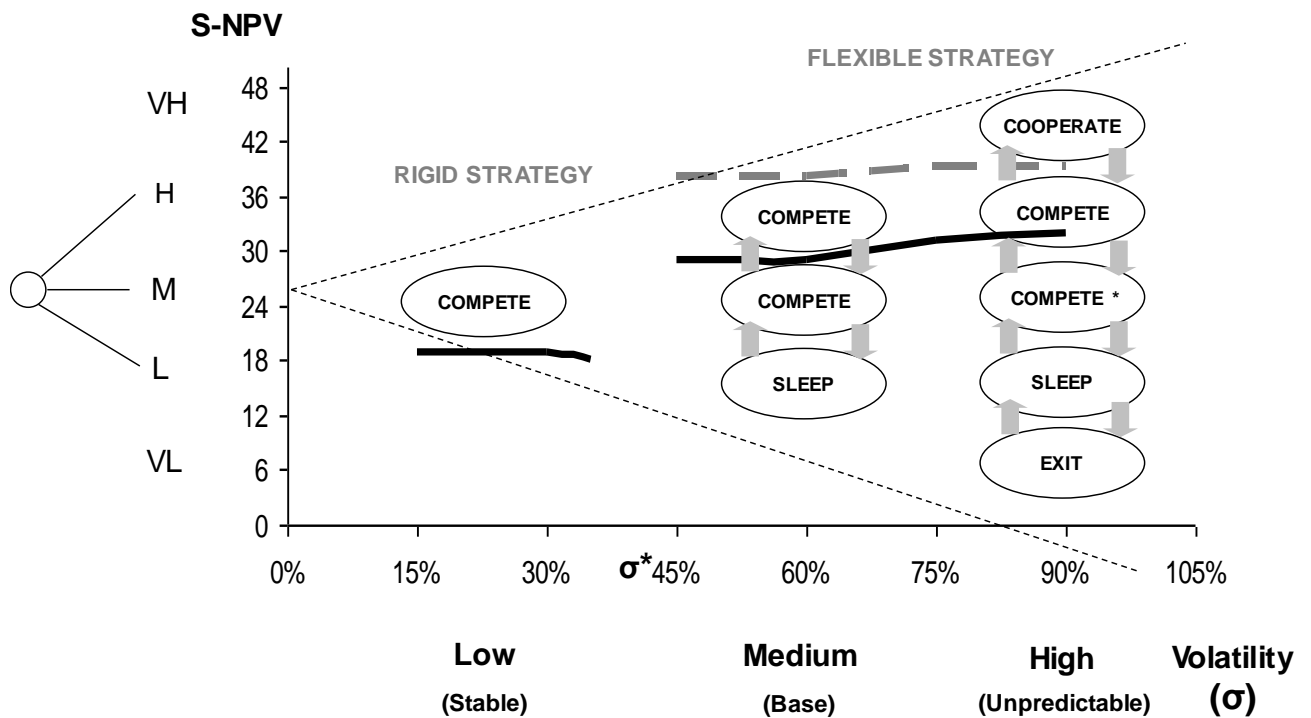 S-NPV
FLEXIBLE STRATEGY
RIGID STRATEGY
VH
H
M
L
VL
48
42
36
30
24
18
12
6
0
COMPETE
COMPETE
COMPETE
SLEEP
COOPERATE
COMPETE
COMPETE *
SLEEP
EXIT
0%
15%
30%
σ*
45%
60%
75%
90%
105%
Low
(Stable)
Medium
(Base)
High
(Unpredictable)
Volatility
(σ)